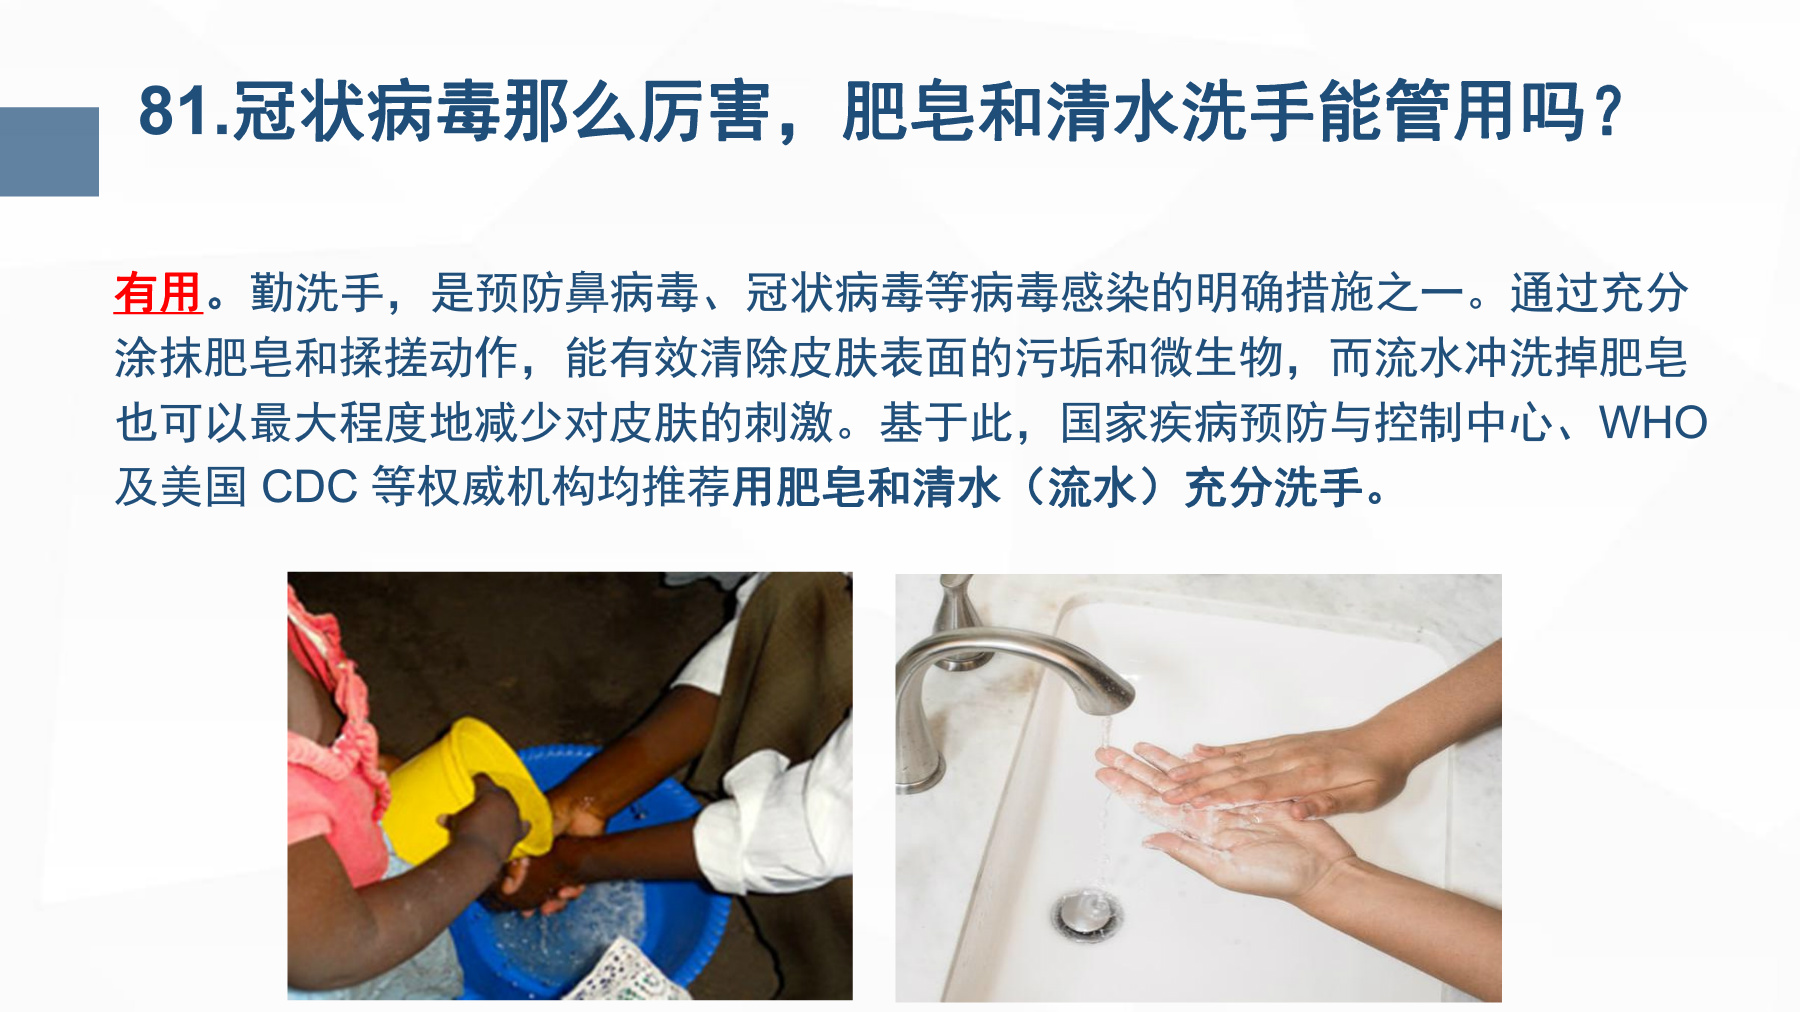 81.冠状病毒那么厉害，肥皂和清水洗手能管用吗？
有用。勤洗手，是预防鼻病毒、冠状病毒等病毒感染的明确措施之一。通过充分
涂抹肥皂和揉搓动作，能有效清除皮肤表面的污垢和微生物，而流水冲洗掉肥皂
也可以最大程度地减少对皮肤的刺激。基于此，国家疾病预防与控制中心、WHO
及美国 CDC 等权威机构均推荐用肥皂和清水（流水）充分洗手。